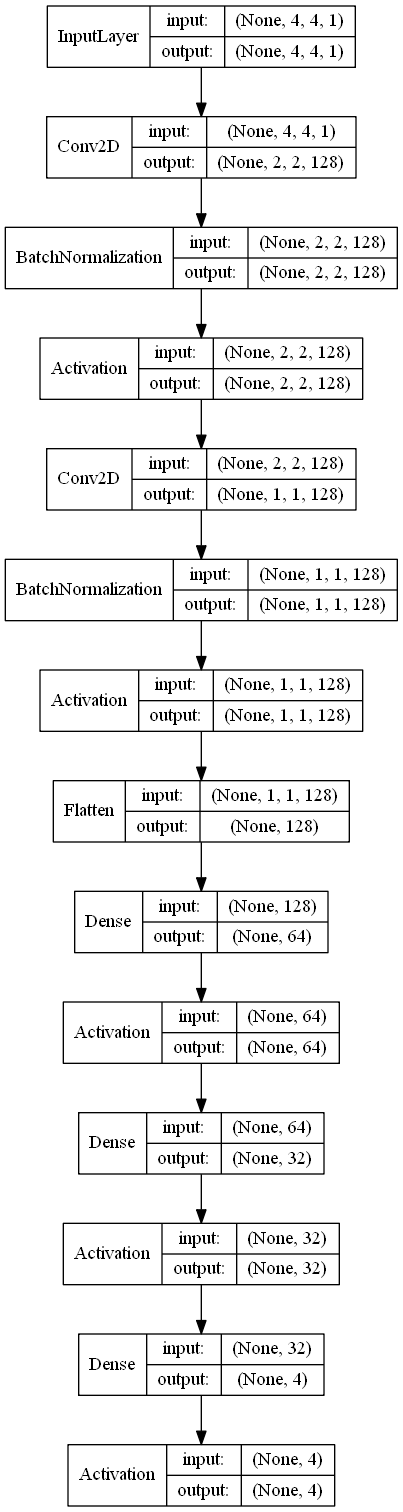 InputLayer input: (None, 4, 4, 1)
output: (None, 4, 4, 1)
Conv2D input: (None, 4, 4, 1)
output: (None, 2, 2, 128)
BatchNormalization input: (None, 2, 2, 128)
output: (None, 2, 2, 128)
Activation input: (None, 2, 2, 128)
output: (None, 2, 2, 128)
Conv2D input: (None, 2, 2, 128)
output: (None, 1, 1, 128)
BatchNormalization input: (None, 1, 1, 128)
output: (None, 1, 1, 128)
Activation input: (None, 1, 1, 128)
output: (None, 1, 1, 128)
Flatten input: (None, 1, 1, 128)
output: (None, 128)
Dense input: (None, 128)
output: (None, 64)
Activation input: (None, 64)
output: (None, 64)
Dense input: (None, 64)
output: (None, 32)
Activation input: (None, 32)
output: (None, 32)
Dense input: (None, 32)
output: (None, 4)
Activation input: (None, 4)
output: (None, 4)